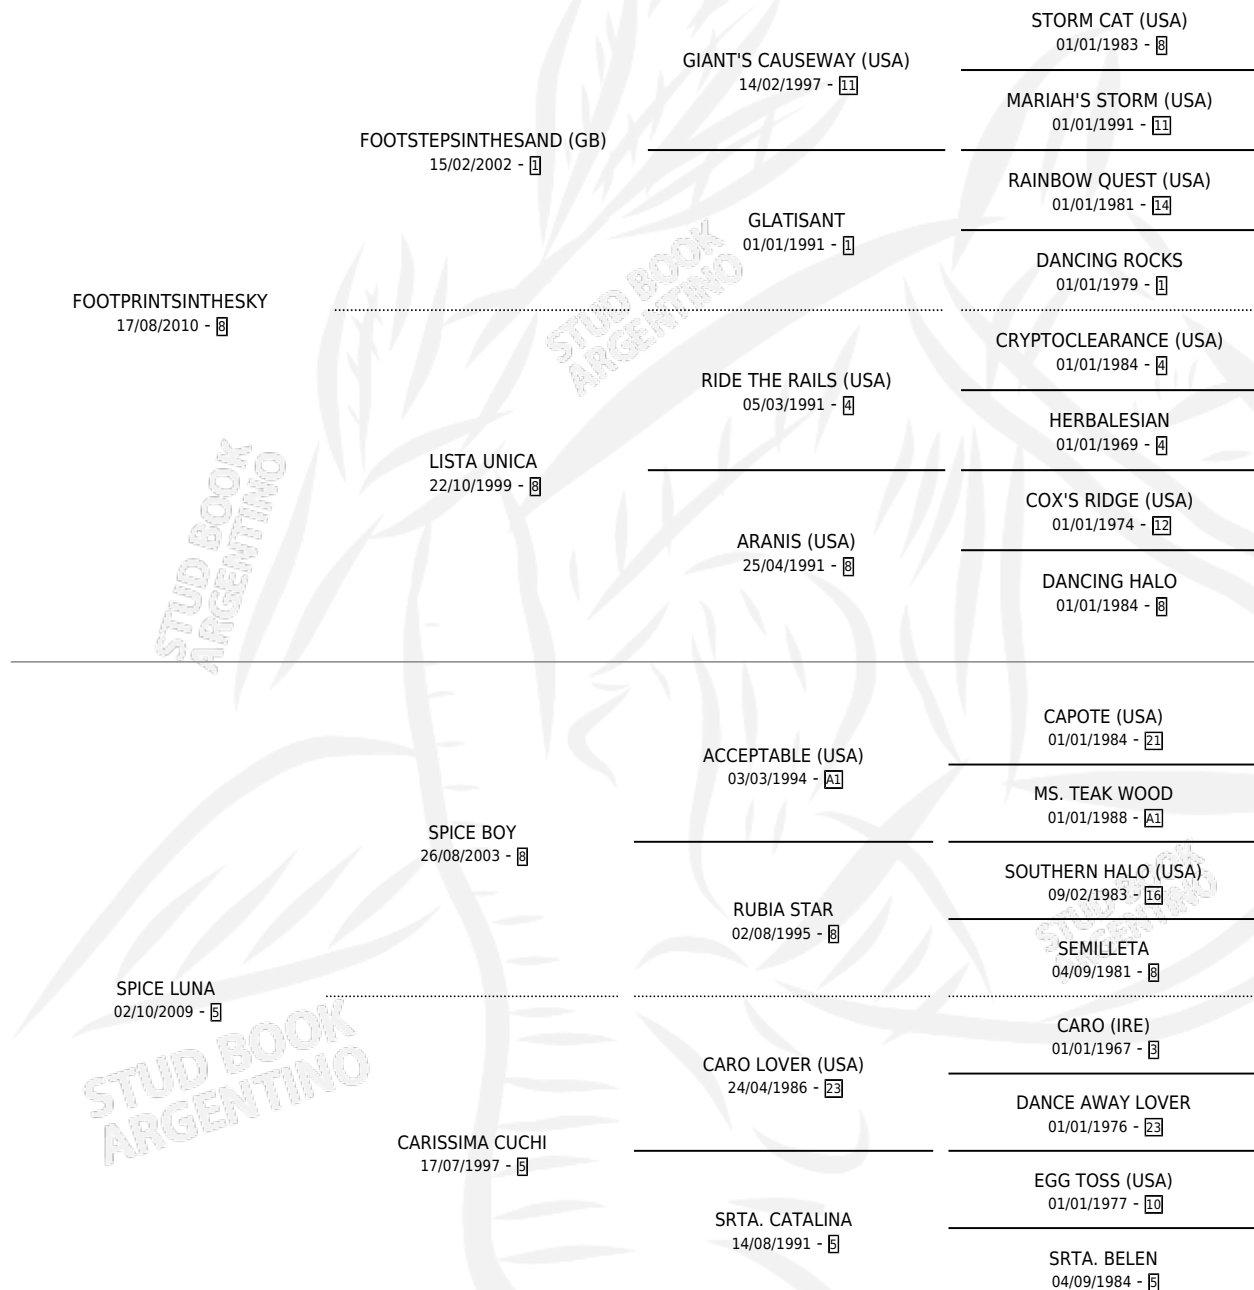 STORM CAT (USA)
01/01/1983 - 8
GIANT'S CAUSEWAY (USA)
14/02/1997 - 11
MARIAH'S STORM (USA)
01/01/1991 - 11
FOOTSTEPSINTHESAND (GB)
15/02/2002 - 1
RAINBOW QUEST (USA)
01/01/1981 - 14
GLATISANT
01/01/1991 - 1
DANCING ROCKS
01/01/1979 - 1
FOOTPRINTSINTHESKY
17/08/2010 - 8
CRYPTOCLEARANCE (USA)
01/01/1984 - 4
RIDE THE RAILS (USA)
05/03/1991 - 4
HERBALESIAN
01/01/1969 - 4
LISTA UNICA
22/10/1999 - 8
COX'S RIDGE (USA)
01/01/1974 - 12
ARANIS (USA)
25/04/1991 - 8
DANCING HALO
01/01/1984 - 8
STUD BOOK
ARGENTINO
STUD BOOK
ARGENTINO
CAPOTE (USA)
01/01/1984 - 21
ACCEPTABLE (USA)
03/03/1994 - A1
MS. TEAK WOOD
01/01/1988 - A1
SPICE BOY
26/08/2003 - 8
SOUTHERN HALO (USA)
09/02/1983 - 16
RUBIA STAR
02/08/1995 - 8
SEMILLETA
04/09/1981 - 8
STUD BOOK
ARGENTINO
SPICE LUNA
02/10/2009 - 5
CARO (IRE)
01/01/1967 - 3
CARO LOVER (USA)
24/04/1986 - 23
DANCE AWAY LOVER
01/01/1976 - 23
STUD BOOK
ARGENTINO
CARISSIMA CUCHI
17/07/1997 - 5
EGG TOSS (USA)
01/01/1977 - 10
SRTA. CATALINA
14/08/1991 - 5
SRTA. BELEN
04/09/1984 - 5